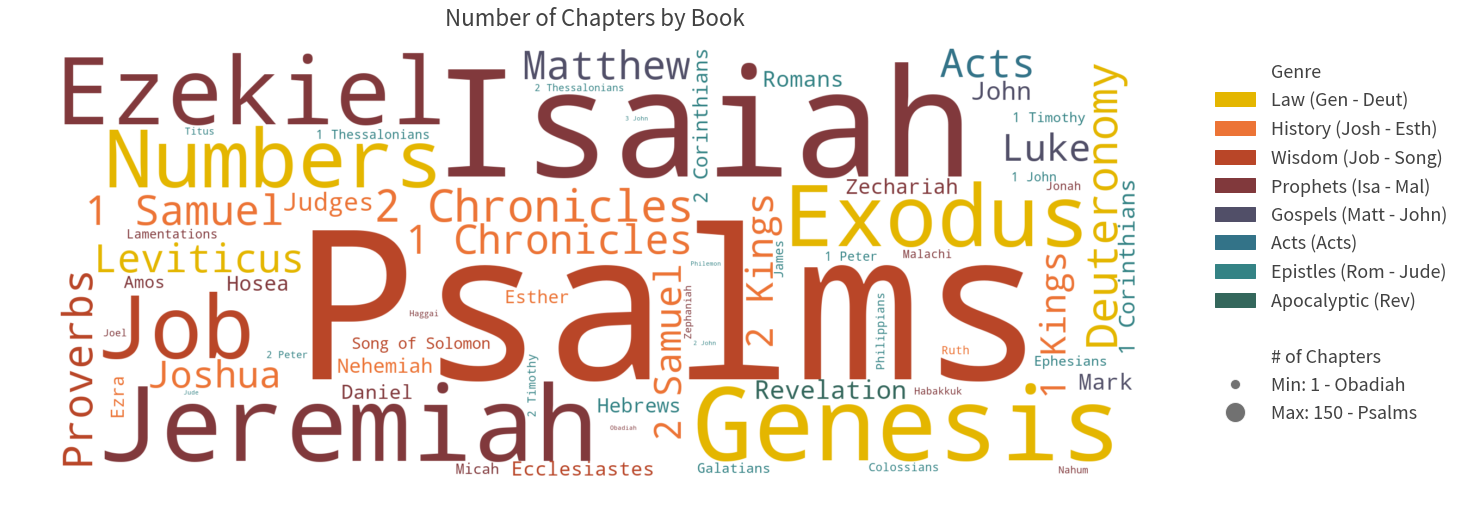 Number of Chapters by Book
Ezekiel
Isaiah
Matthew
2 Thessalonians
3 John
2 Corinthians
Romans
Acts
John
1 Timothy
Luke
Deuteronomy
Titus
1 Thessalonians
Numbers
1 John
Jonah
Zechariah
Exodus
1 Samuel
Judges
2 Chronicles
1 Chronicles
2 Kings
1 Corinthians
Lamentations
Leviticus
Psalms
James
1 Peter
Malachi
Philemon
Amos
Hosea
Proverbs
Job
Joel
Esther
Haggai
2 Samuel
Zephaniah
2 John
Philippians
1 Kings
Song of Solomon
2 Peter
Nehemiah
Ruth
Ephesians
Joshua
Ezra
Jude
Daniel
2 Timothy
Jeremiah
Hebrews
Obadiah
Revelation
Habakkuk
Mark
Genesis
Micah
Ecclesiastes
Galatians
Colossians
Nahum
Genre
Law (Gen - Deut)
History (Josh - Esth)
Wisdom (Job - Song)
Prophets (Isa - Mal)
Gospels (Matt - John)
Acts (Acts)
Epistles (Rom - Jude)
Apocalyptic (Rev)
# of Chapters
Min: 1 - Obadiah
Max: 150 - Psalms